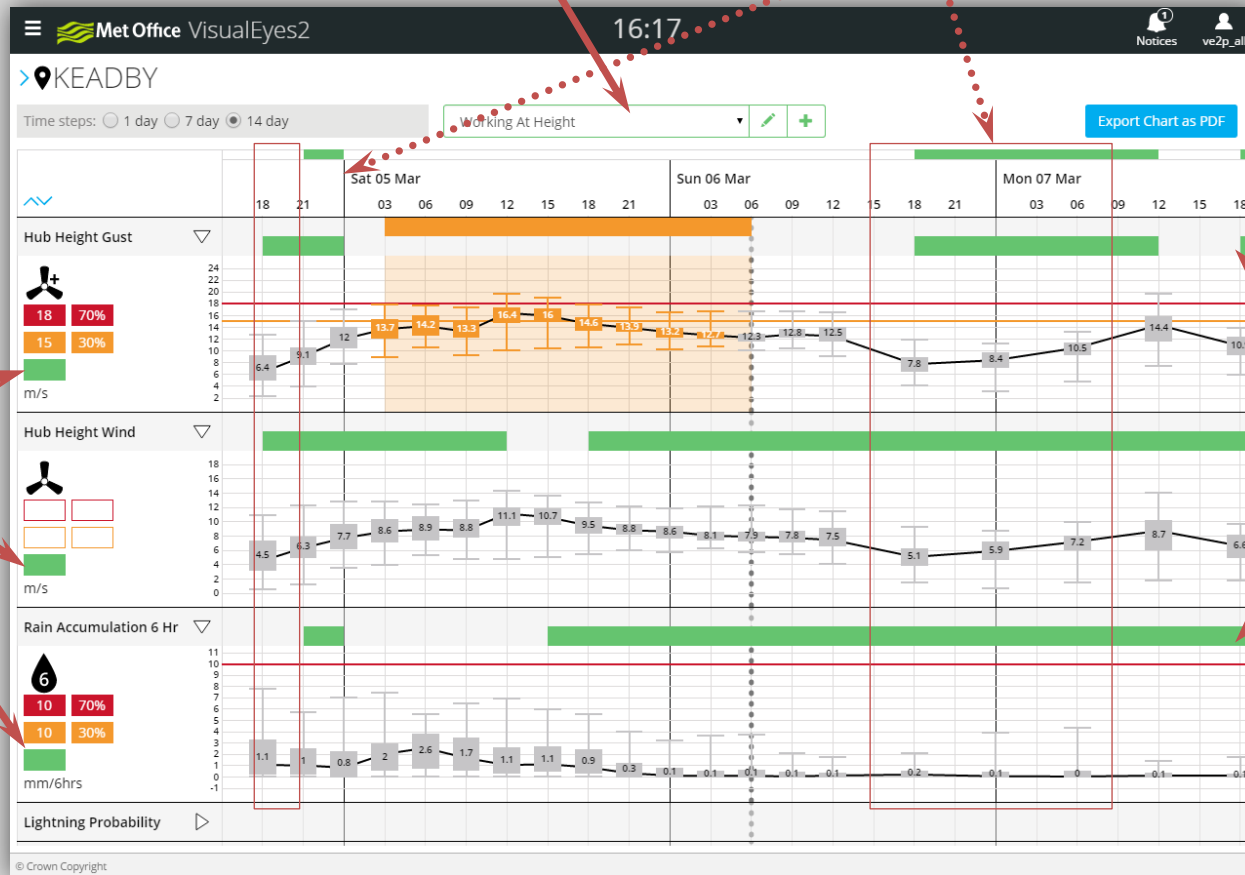 Met Office VisualEyes2 16:17 1 Notices
KEADBY
Time steps: 1 day 7 day 14 day Working At Height Export Chart as PDF
Sat 05 Mar Sun 06 Mar Mon 07 Mar
18 21 03 06 09 12 15 18 21 03 06 09 12 15 18 21 03 06 09 12 15 18
Hub Height Gust
24
22
20
18
16
14
12
10
8
6
4
2
18 70%
15 30%
m/s
6.4 9.1 12 13.7 14.2 13.3 16.4 16 14.6 13.9 13.2 12.7 12.3 12.8 12.5 7.8 8.4 10.5 14.4
Hub Height Wind
18
16
14
12
10
8
6
4
2
0
m/s
4.5 6.3 7.7 8.6 8.9 8.8 11.1 10.7 9.5 8.8 8.6 8.1 7.9 7.8 7.5 5.1 5.9 7.2 8.7 6.6
Rain Accumulation 6 Hr
11
10
9
8
7
6
5
4
3
2
1
0
-1
6
10 70%
10 30%
mm/6hrs
1.1 1 0.8 2 2.6 1.7 1.1 1.1 0.9 0.3 0.1 0.1 0.1 0.1 0.1 0.2 0.1 0 0.1 0.1
Lightning Probability
© Crown Copyright